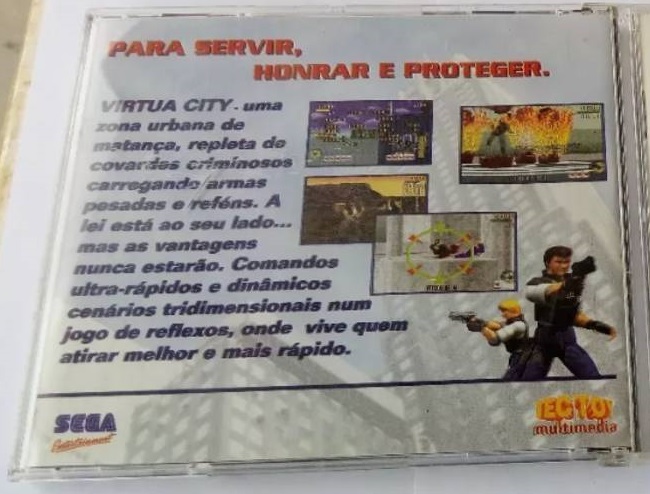 PARA SERVIR,
HONRAR E PROTEGER.
VIRTUA CITY - uma
zona urbana de
matança, repleta de
covardes criminosos
carregando armas
pesadas e reféns. A
lei está ao seu lado...
mas as vantagens
nunca estarão. Comandos
ultra-rápidos e dinâmicos
cenários tridimensionais num
jogo de reflexos, onde vive quem
atirar melhor e mais rápido.
SEGA
Entertainment
TEC TOY
multimedia